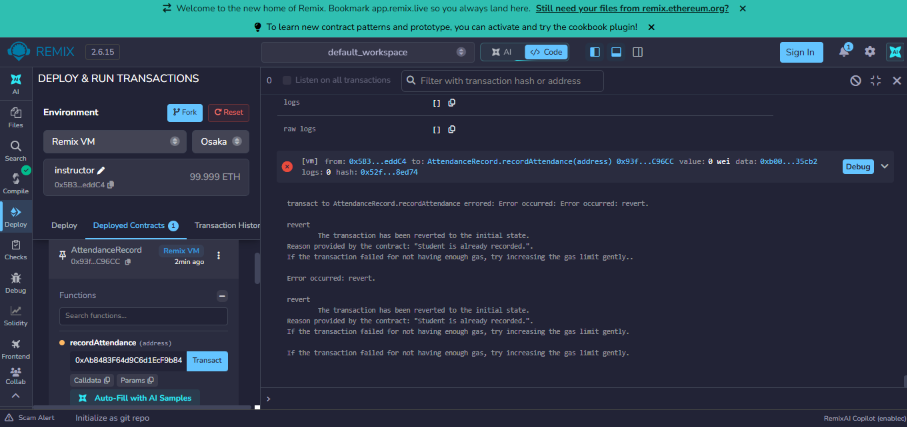 Welcome to the new home of Remix. Bookmark app.remix.live so you always land here. Still need your files from remix.ethereum.org?
To learn new contract patterns and prototype, you can activate and try the cookbook plugin!
REMIX 2.6.15 default_workspace AI </> Code Sign In 1
AI
Files
Search
Compile
Deploy
Checks
Debug
Solidity
Frontend
Collab
DEPLOY & RUN TRANSACTIONS
Environment Fork Reset
Remix VM Osaka
instructor
0x5B3...eddC4 99.999 ETH
Deploy Deployed Contracts 1 Transaction Histor
AttendanceRecord Remix VM
0x93f...C96CC 2min ago
Functions
Search functions...
recordAttendance (address)
0xAb8483F64d9C6d1EcF9b84 Transact
Calldata Params
Auto-Fill with AI Samples
0 Listen on all transactions Filter with transaction hash or address
logs []
raw logs []
[vm] from: 0x5B3...eddC4 to: AttendanceRecord.recordAttendance(address) 0x93f...C96CC value: 0 wei data: 0xb00...35cb2
logs: 0 hash: 0x52f...8ed74
Debug
transact to AttendanceRecord.recordAttendance errored: Error occurred: Error occurred: revert.
revert
The transaction has been reverted to the initial state.
Reason provided by the contract: "Student is already recorded.".
If the transaction failed for not having enough gas, try increasing the gas limit gently..
Error occurred: revert.
revert
The transaction has been reverted to the initial state.
Reason provided by the contract: "Student is already recorded.".
If the transaction failed for not having enough gas, try increasing the gas limit gently.
If the transaction failed for not having enough gas, try increasing the gas limit gently.
>
Scam Alert Initialize as git repo RemixAI Copilot (enabled)